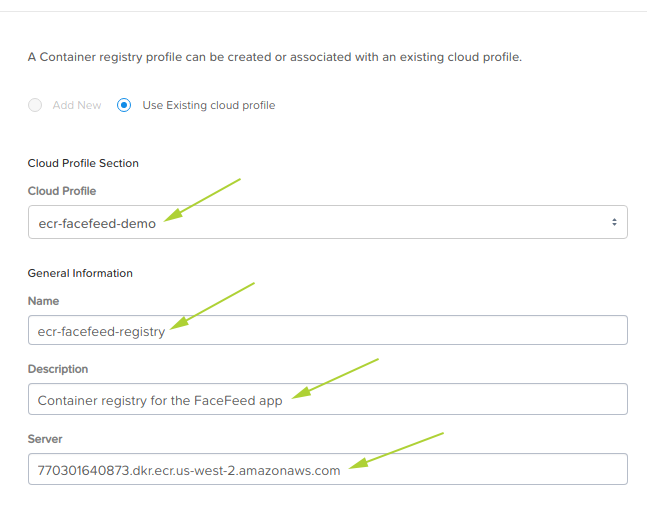 A Container registry profile can be created or associated with an existing cloud profile.
Add New
Use Existing cloud profile
Cloud Profile Section
Cloud Profile
ecr-facefeed-demo
General Information
Name
ecr-facefeed-registry
Description
Container registry for the FaceFeed app
Server
770301640873.dkr.ecr.us-west-2.amazonaws.com